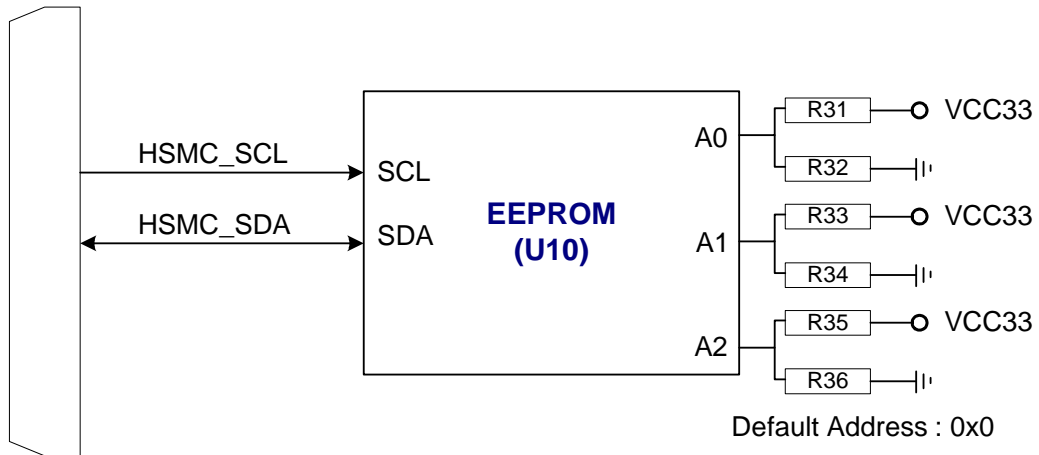 HSMC_SCL
HSMC_SDA
SCL
SDA
EEPROM
(U10)
A0
R31
VCC33
R32
A1
R33
VCC33
R34
A2
R35
VCC33
R36
Default Address : 0x0